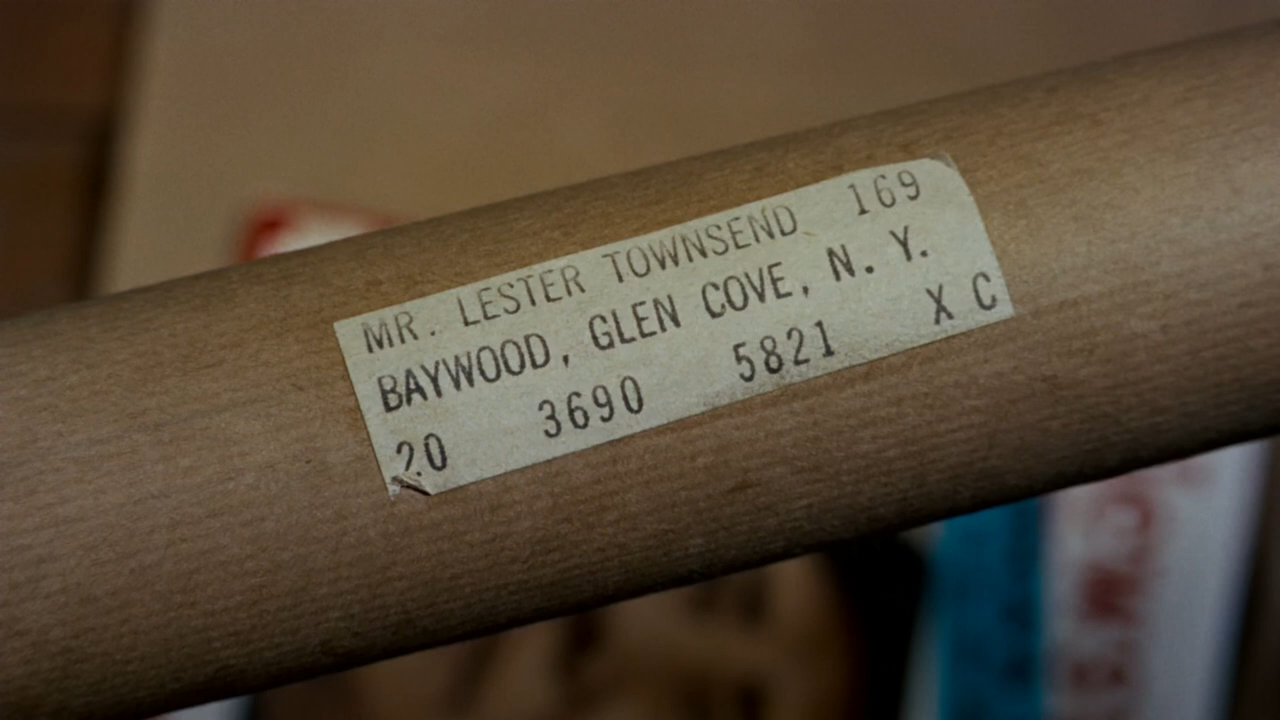 MR. LESTER TOWNSEND 169
BAYWOOD, GLEN COVE, N. Y.
20 3690 5821 X C